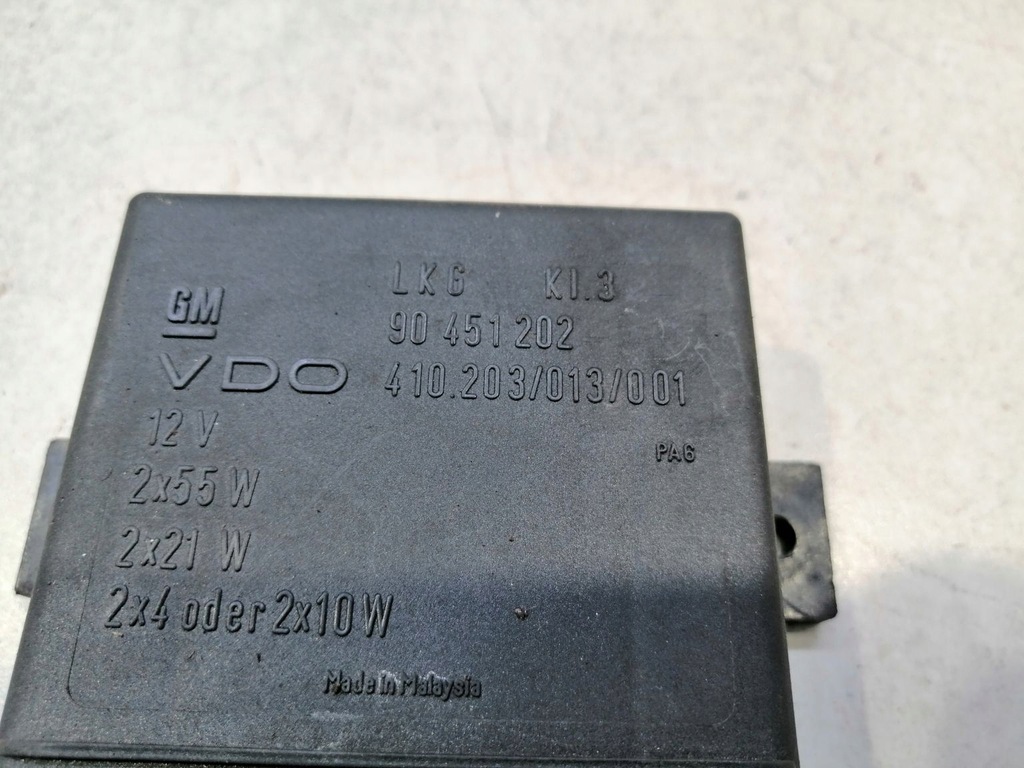 LKG KI.3
GM 90 451 202
VDO 410.203/013/001
12 V
PA6
2x55 W
2x21 W
2x4 oder 2x10 W
Made in Malaysia